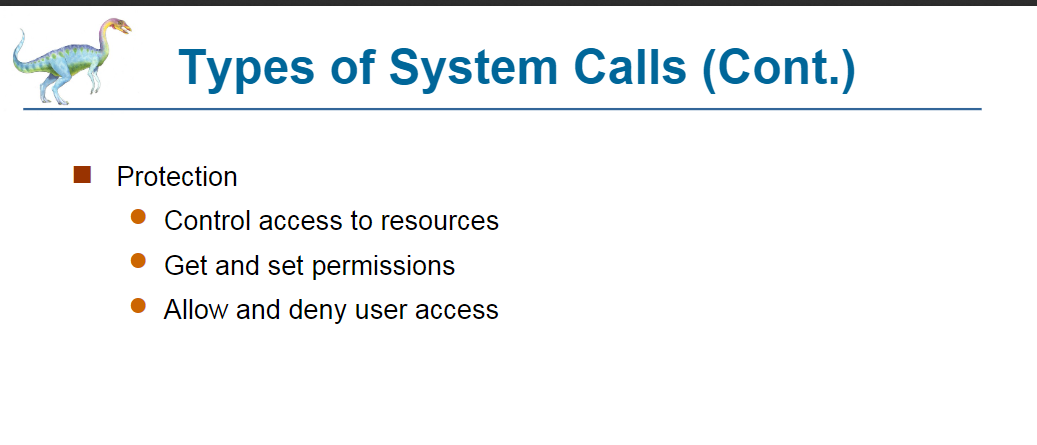 Types of System Calls (Cont.)
Protection
Control access to resources
Get and set permissions
Allow and deny user access